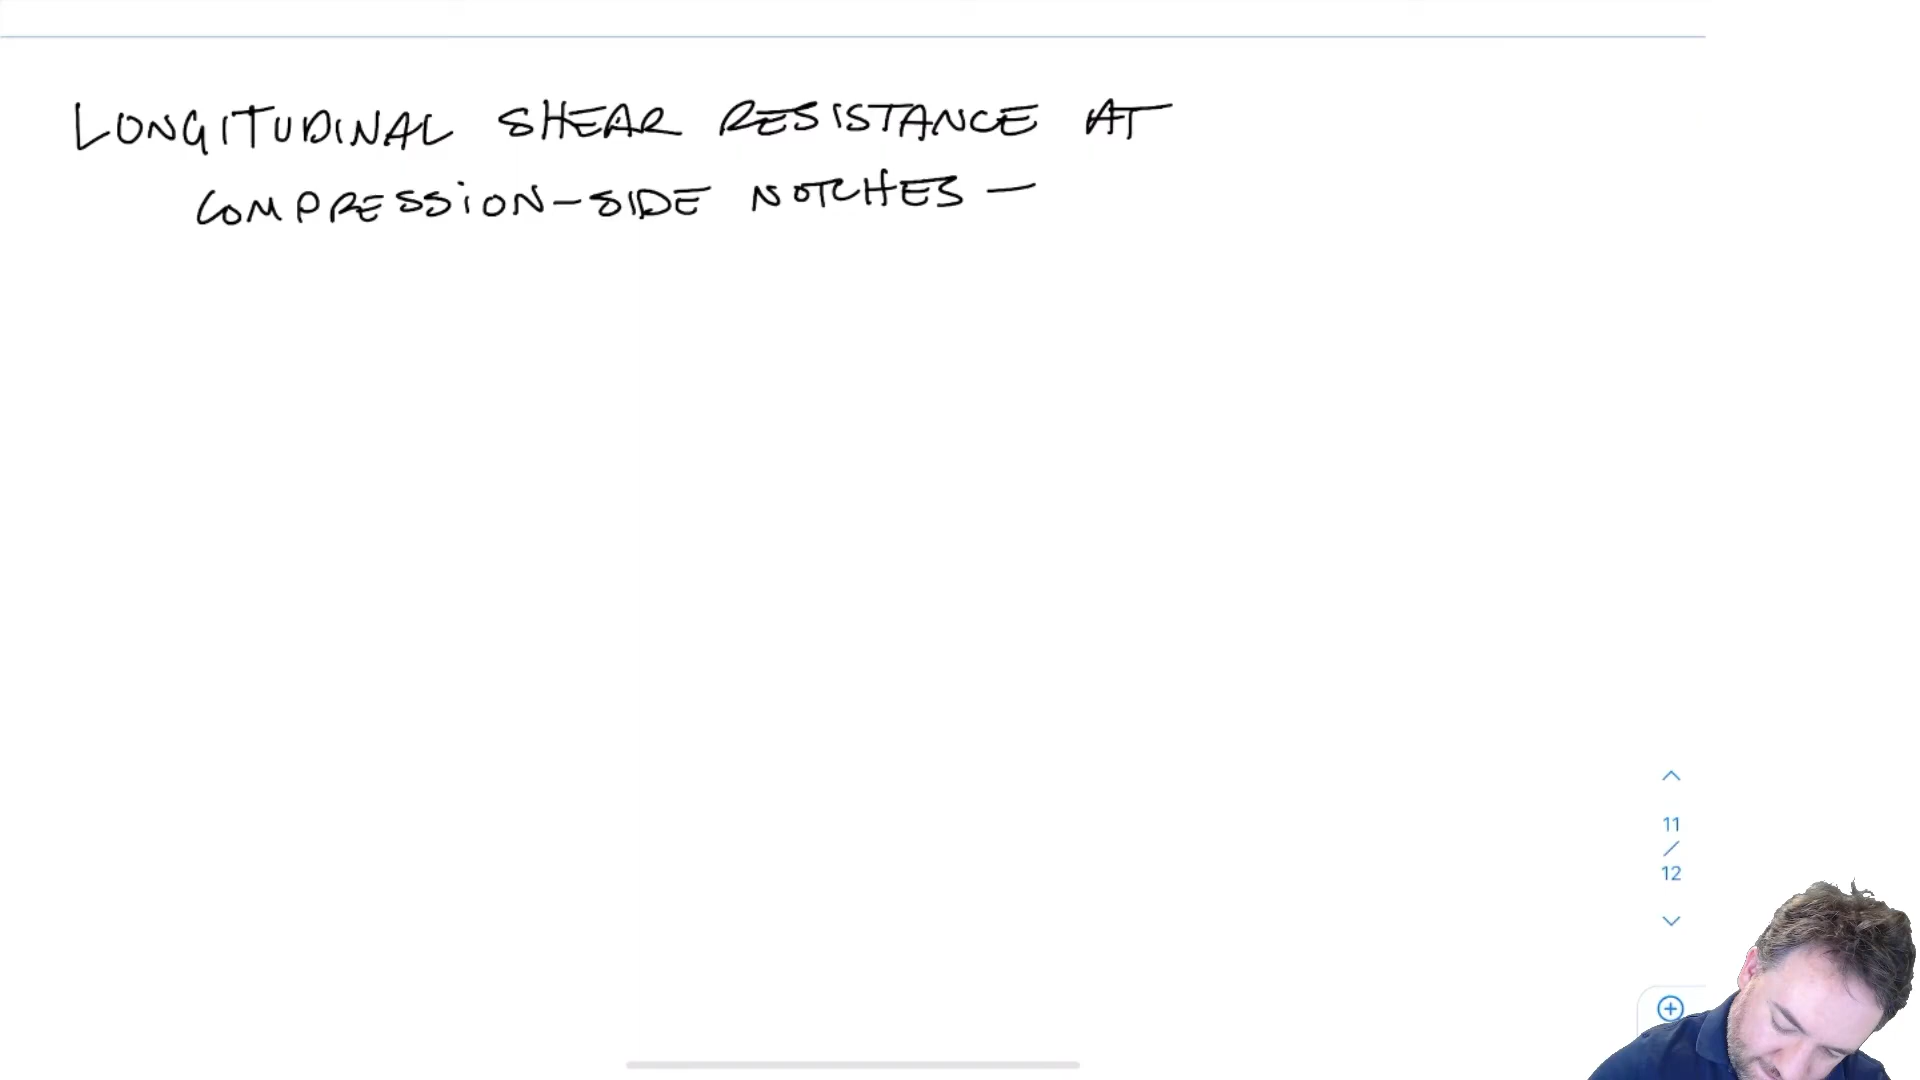 LONGITUDINAL SHEAR RESISTANCE AT
COMPRESSION-SIDE NOTCHES —
11
/
12